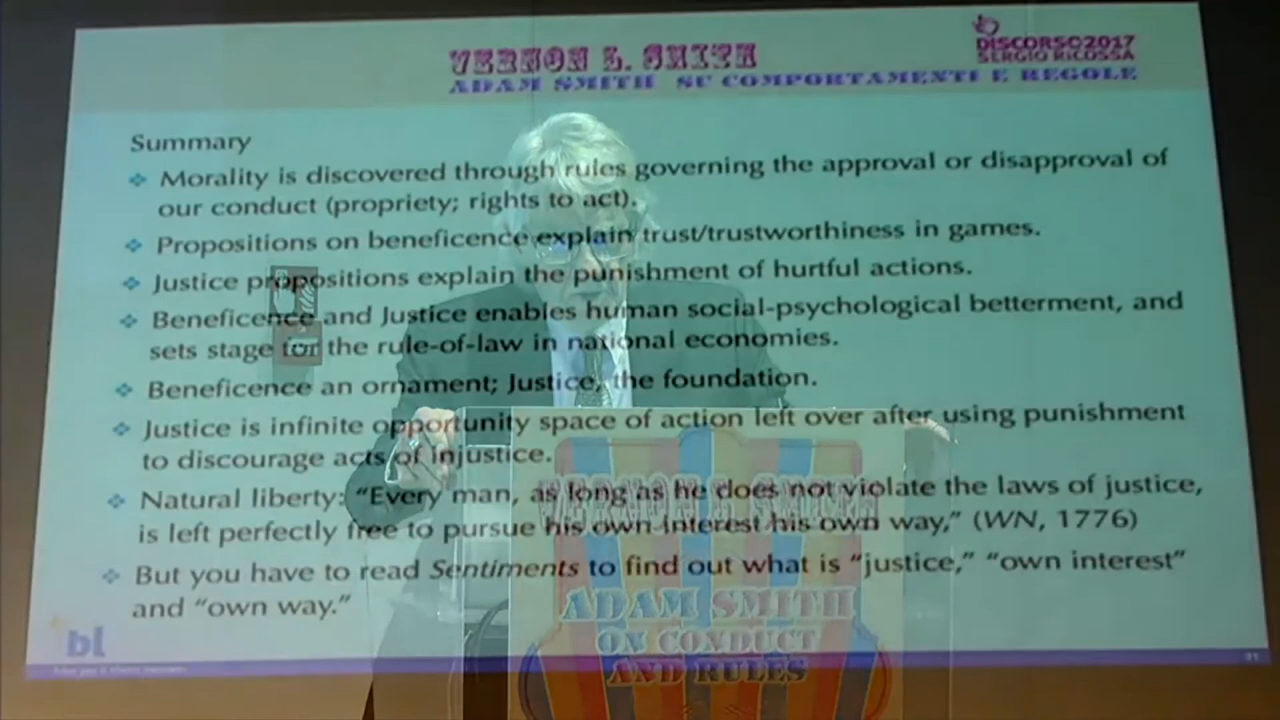 VERNON L. SMITH
ADAM SMITH SU COMPORTAMENTI E REGOLE
DISCORSO2017
SERGIO RICOSSA
Summary
Morality is discovered through rules governing the approval or disapproval of
our conduct (propriety; rights to act).
Propositions on beneficence explain trust/trustworthiness in games.
Justice propositions explain the punishment of hurtful actions.
Beneficence and Justice enables human social-psychological betterment, and
sets stage for the rule-of-law in national economies.
Beneficence an ornament; Justice, the foundation.
Justice is infinite opportunity space of action left over after using punishment
to discourage acts of injustice.
Natural liberty: “Every man, as long as he does not violate the laws of justice,
is left perfectly free to pursue his own interest his own way,” (WN, 1776)
But you have to read Sentiments to find out what is “justice,” “own interest”
and “own way.”
bl
VERNON L. SMITH
ADAM SMITH
ON CONDUCT
AND RULES